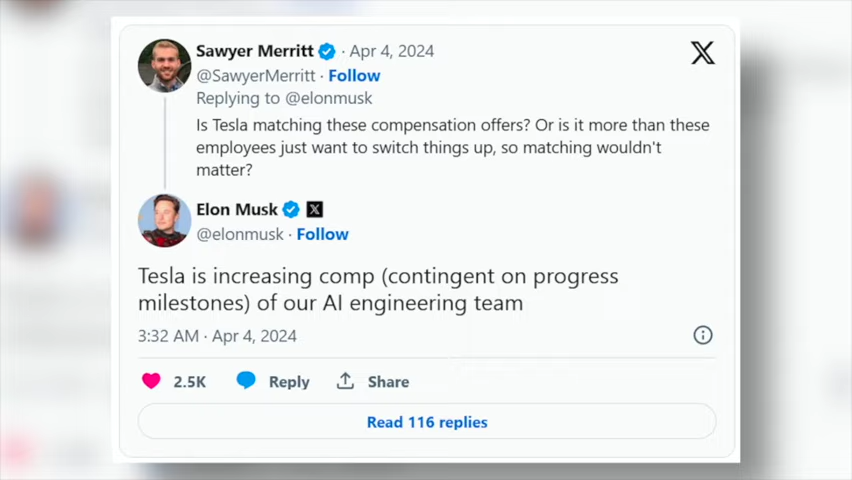 Sawyer Merritt · Apr 4, 2024
@SawyerMerritt · Follow
Replying to @elonmusk
Is Tesla matching these compensation offers? Or is it more than these
employees just want to switch things up, so matching wouldn't
matter?
Elon Musk
@elonmusk · Follow
Tesla is increasing comp (contingent on progress
milestones) of our AI engineering team
3:32 AM · Apr 4, 2024
2.5K Reply Share
Read 116 replies